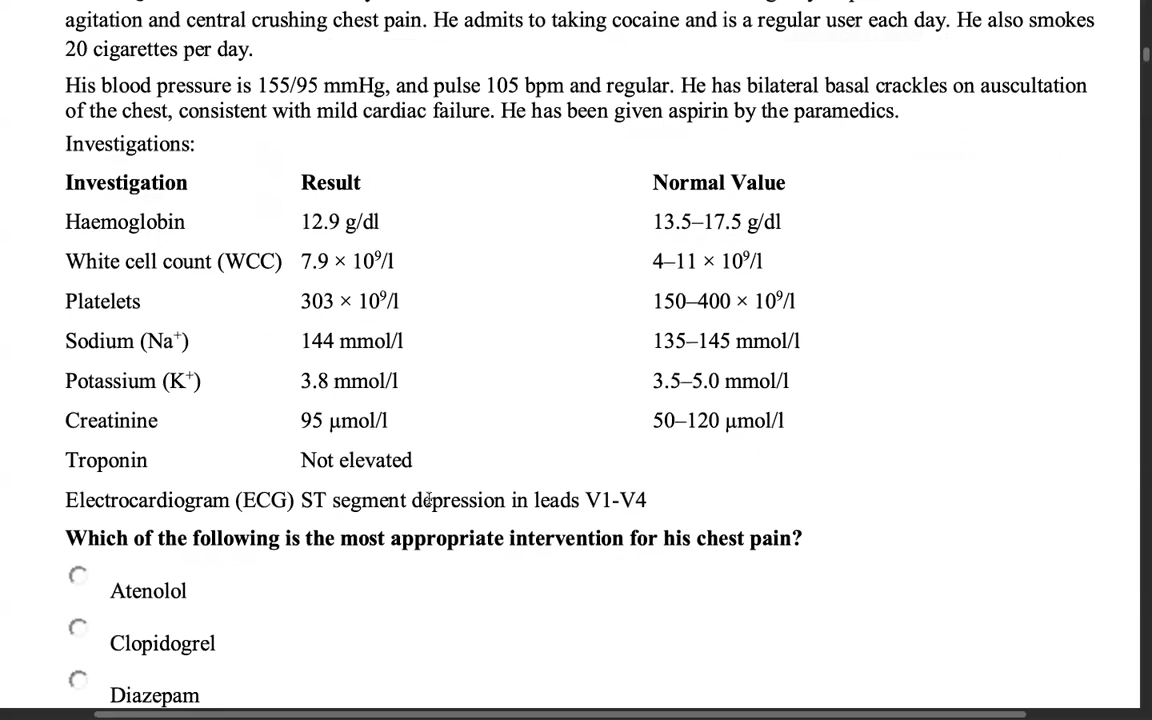 agitation and central crushing chest pain. He admits to taking cocaine and is a regular user each day. He also smokes
20 cigarettes per day.
His blood pressure is 155/95 mmHg, and pulse 105 bpm and regular. He has bilateral basal crackles on auscultation
of the chest, consistent with mild cardiac failure. He has been given aspirin by the paramedics.
Investigations:
Investigation Result Normal Value
Haemoglobin 12.9 g/dl 13.5–17.5 g/dl
White cell count (WCC) 7.9 × 10⁹/l 4–11 × 10⁹/l
Platelets 303 × 10⁹/l 150–400 × 10⁹/l
Sodium (Na⁺) 144 mmol/l 135–145 mmol/l
Potassium (K⁺) 3.8 mmol/l 3.5–5.0 mmol/l
Creatinine 95 µmol/l 50–120 µmol/l
Troponin Not elevated
Electrocardiogram (ECG) ST segment depression in leads V1-V4
Which of the following is the most appropriate intervention for his chest pain?
Atenolol
Clopidogrel
Diazepam